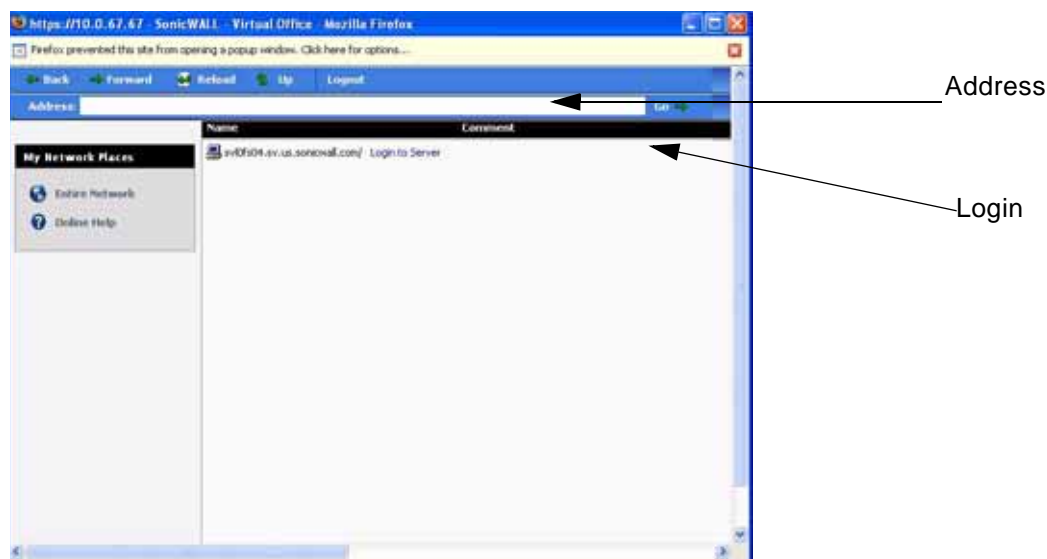 https://10.0.67.67 - SonicWALL - Virtual Office - Mozilla Firefox
Firefox prevented this site from opening a popup window. Click here for options...
Back Forward Reload Up Logout
Address: Go
Address
Name Comment
My Network Places
Login to Server
Entire Network
Online Help
Login